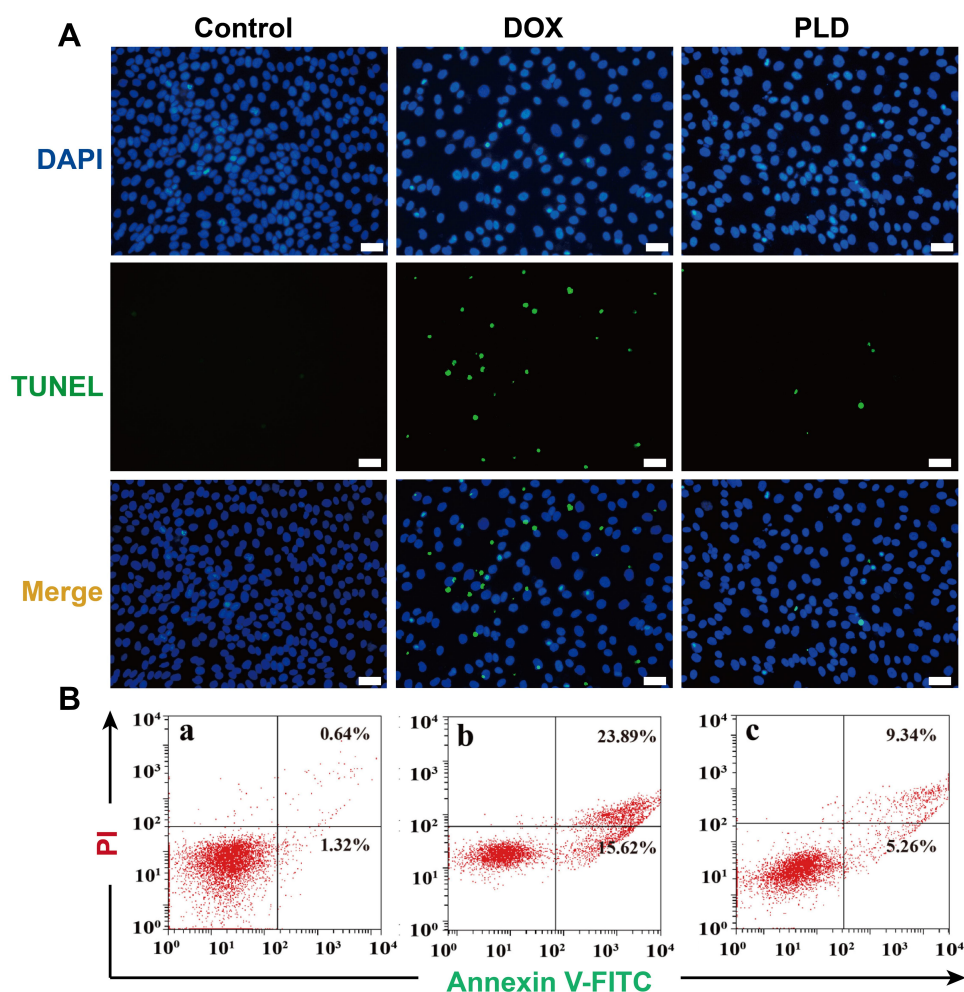 A
Control DOX PLD
DAPI
TUNEL
Merge
B
a 0.64% 1.32%
10⁴ 10³ 10² 10¹ 10⁰
10⁰ 10¹ 10² 10³ 10⁴
b 23.89% 15.62%
10⁴ 10³ 10² 10¹ 10⁰
10⁰ 10¹ 10² 10³ 10⁴
c 9.34% 5.26%
10⁴ 10³ 10² 10¹ 10⁰
10⁰ 10¹ 10² 10³ 10⁴
PI
Annexin V-FITC